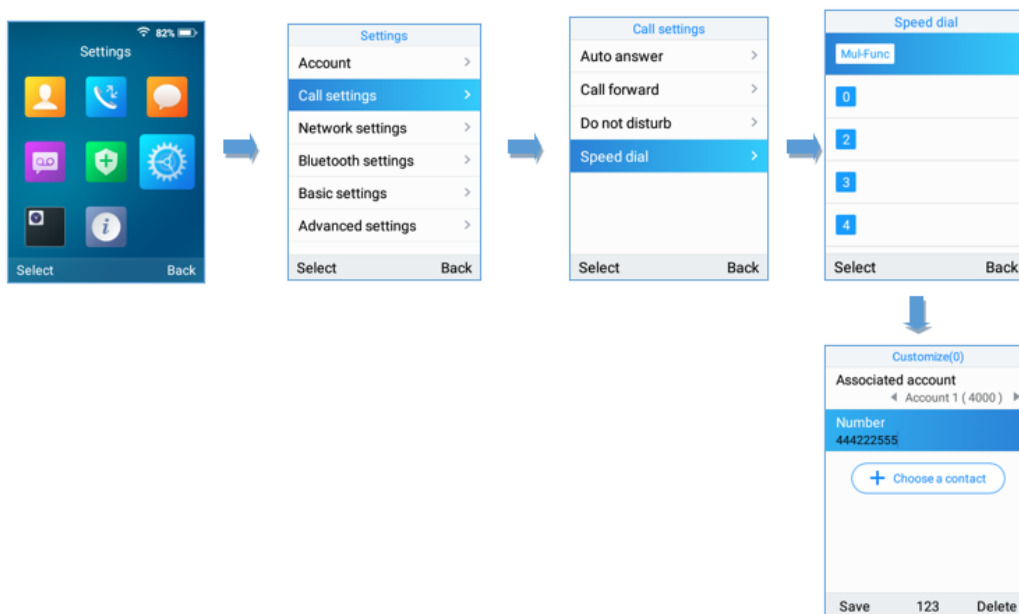 82%
Settings
Select Back
Settings
Account
Call settings
Network settings
Bluetooth settings
Basic settings
Advanced settings
Select Back
Call settings
Auto answer
Call forward
Do not disturb
Speed dial
Select Back
Speed dial
Mul-Func
0
2
3
4
Select Back
Customize(0)
Associated account
Account 1 ( 4000 )
Number
444222555
Choose a contact
Save 123 Delete